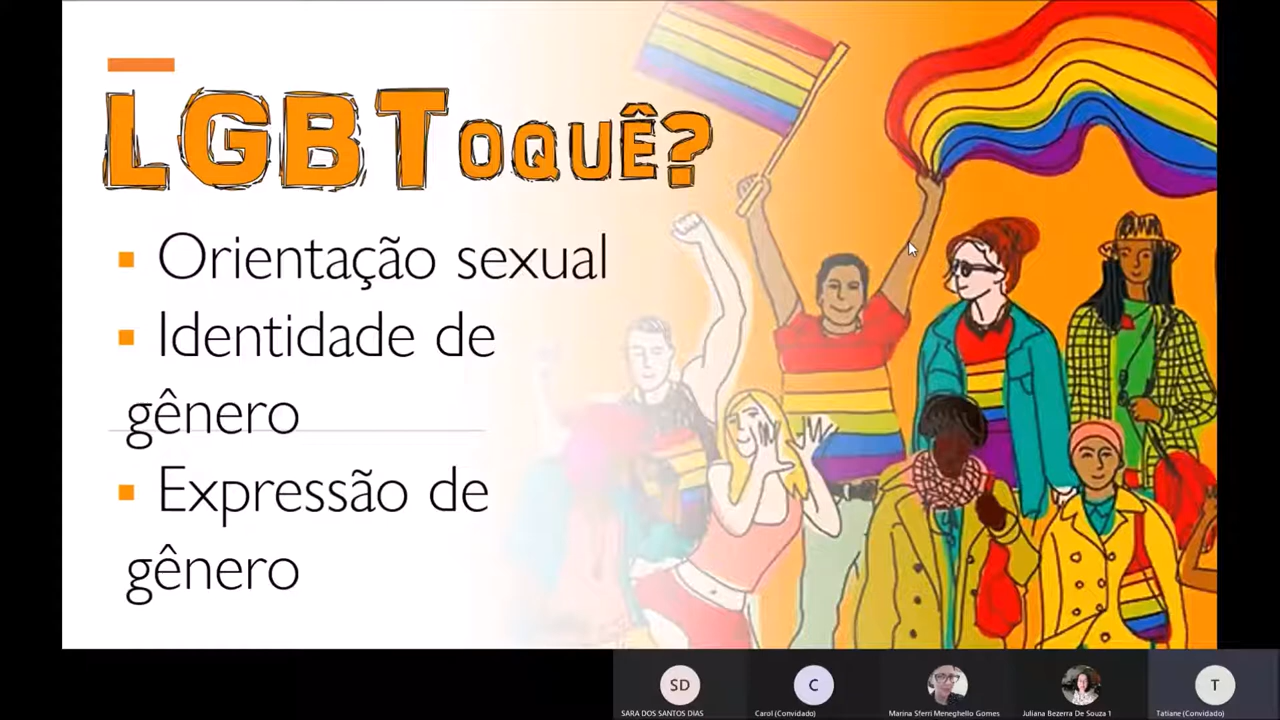 LGBTOQUÊ?
▪ Orientação sexual
▪ Identidade de
gênero
▪ Expressão de
gênero
SD
C
T
SARA DOS SANTOS DIAS
Carol (Convidado)
Marina Sferri Meneghello Gomes
Juliana Bezerra De Souza 1
Tatiane (Convidado)